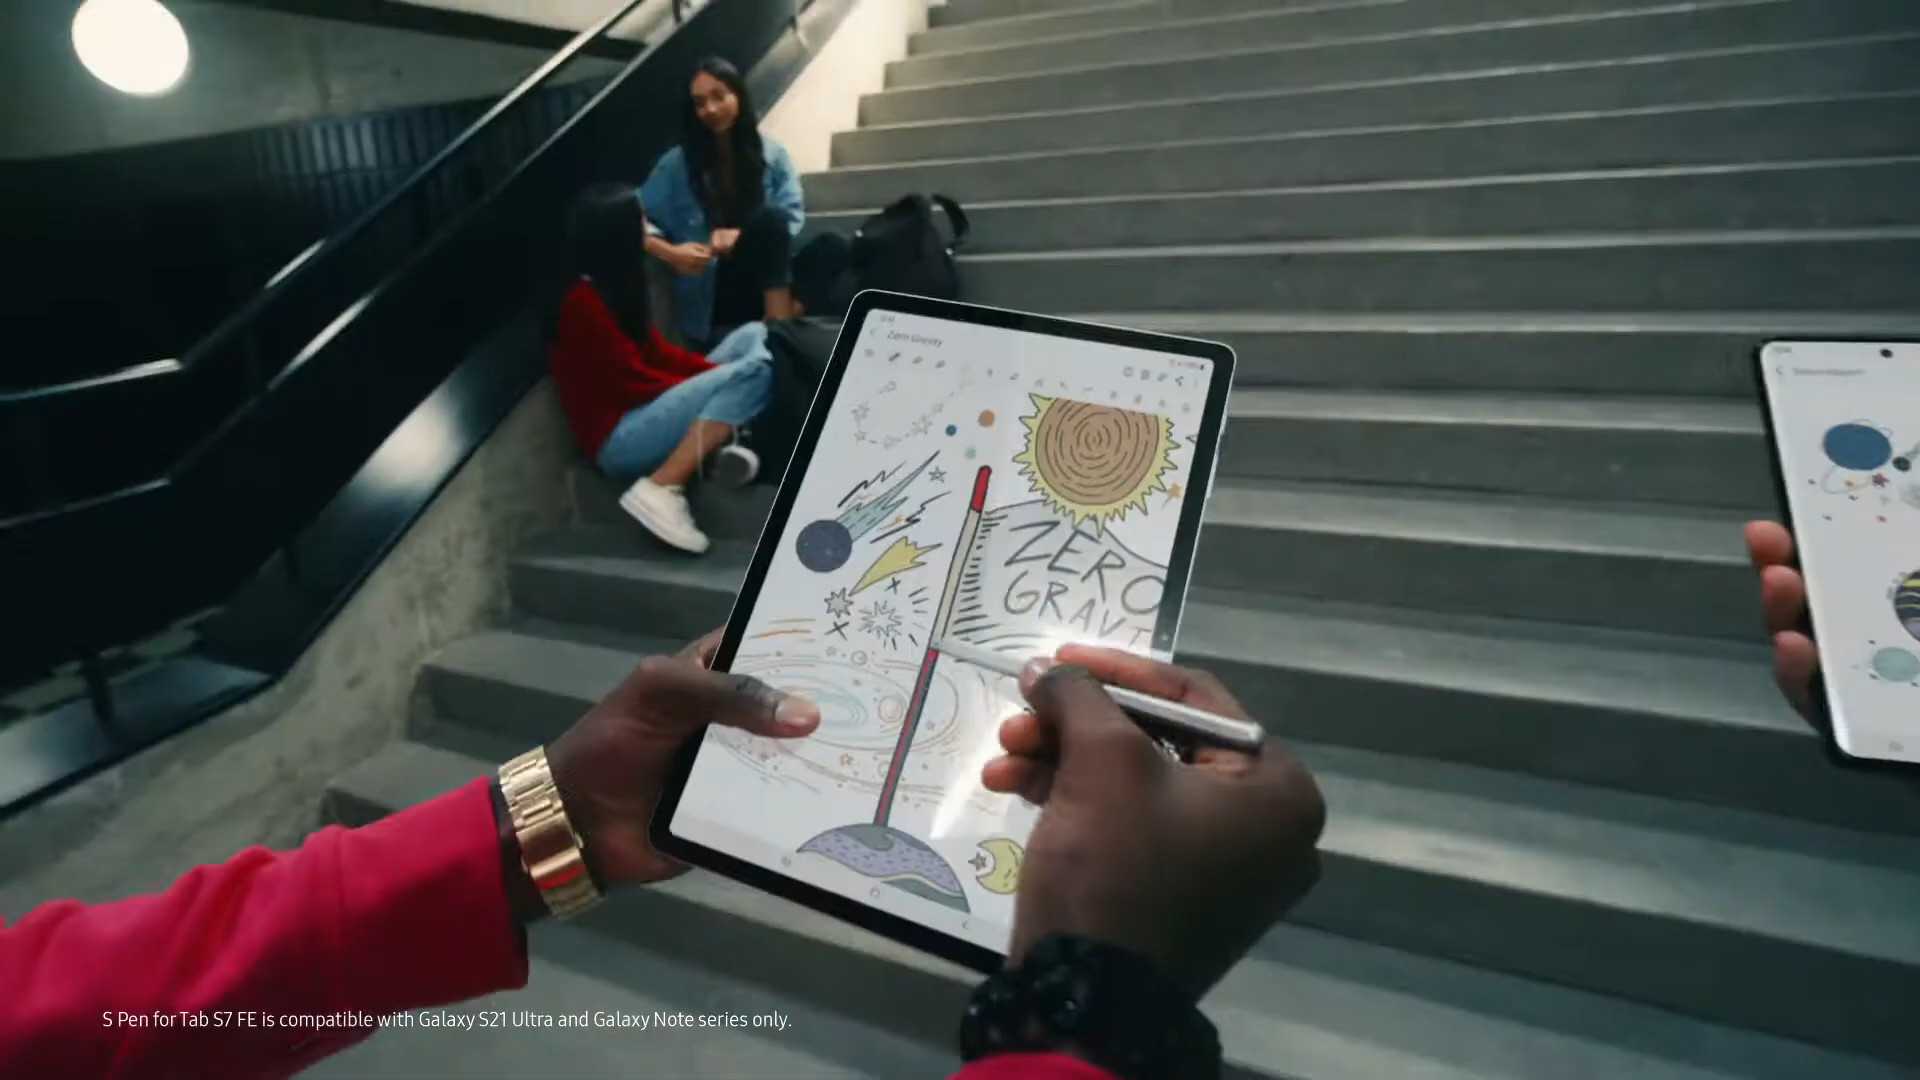 Zero Gravity
ZERO
GRAVI
S Pen for Tab S7 FE is compatible with Galaxy S21 Ultra and Galaxy Note series only.